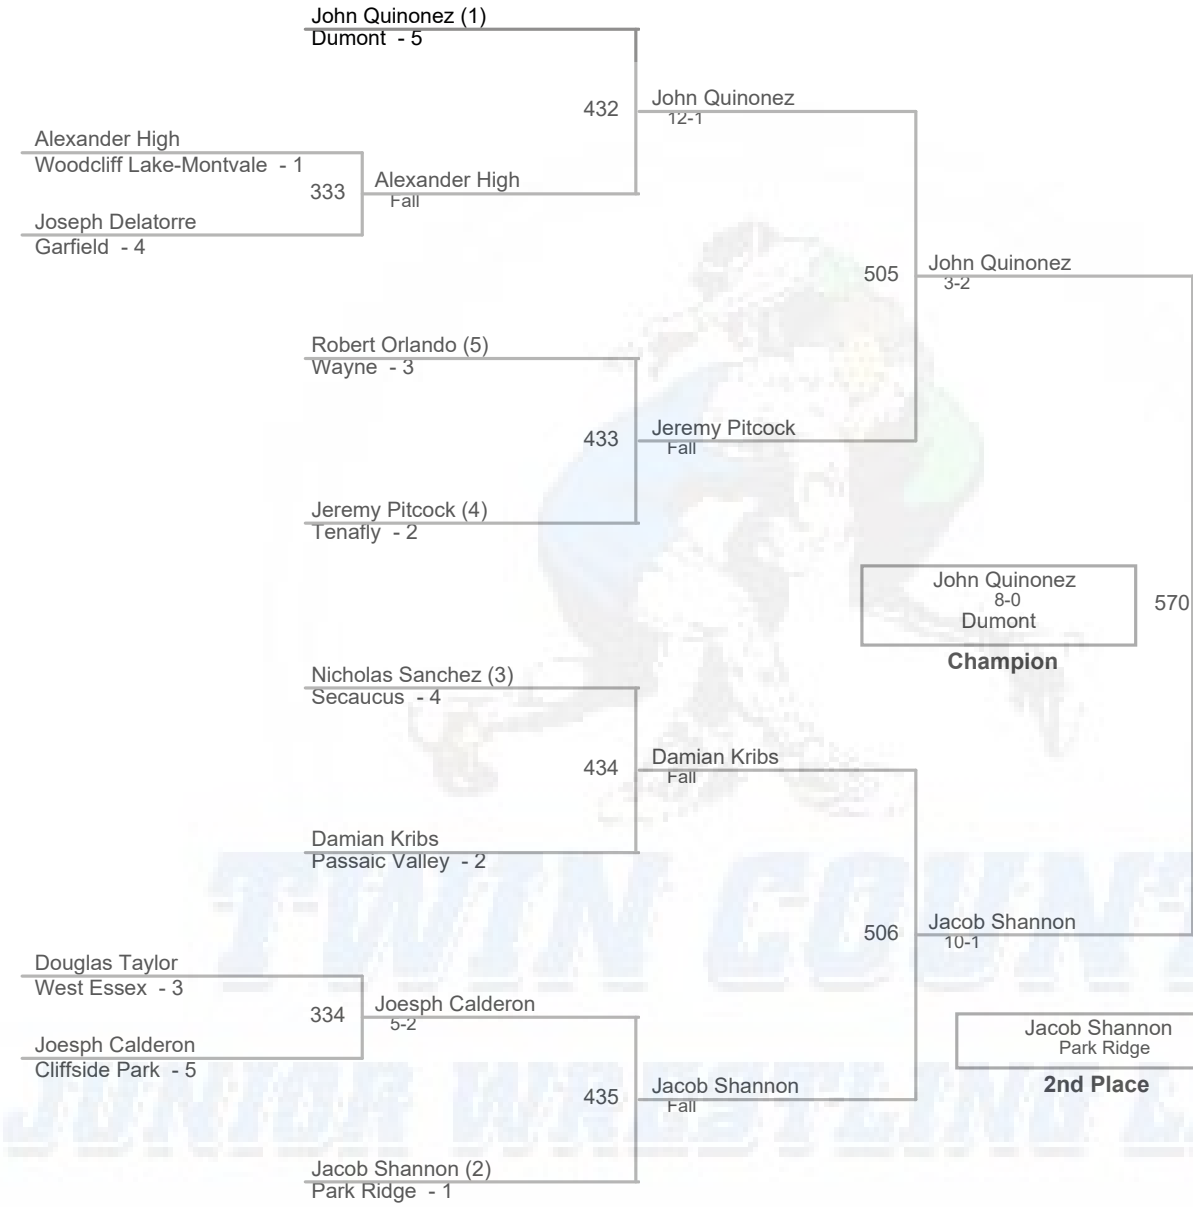 John Quinonez (1)
Dumont - 5
432
John Quinonez
12-1
Alexander High
Woodcliff Lake-Montvale - 1
333
Alexander High
Fall
Joseph Delatorre
Garfield - 4
505
John Quinonez
3-2
Robert Orlando (5)
Wayne - 3
433
Jeremy Pitcock
Fall
Jeremy Pitcock (4)
Tenafly - 2
John Quinonez
8-0
Dumont
570
Champion
Nicholas Sanchez (3)
Secaucus - 4
434
Damian Kribs
Fall
Damian Kribs
Passaic Valley - 2
TWIN COUNT
506
Jacob Shannon
10-1
Douglas Taylor
West Essex - 3
334
Joesph Calderon
5-2
Joesph Calderon
Cliffside Park - 5
Jacob Shannon
Park Ridge
2nd Place
435
Jacob Shannon
Fall
JUNIOR WRESTLING
Jacob Shannon (2)
Park Ridge - 1